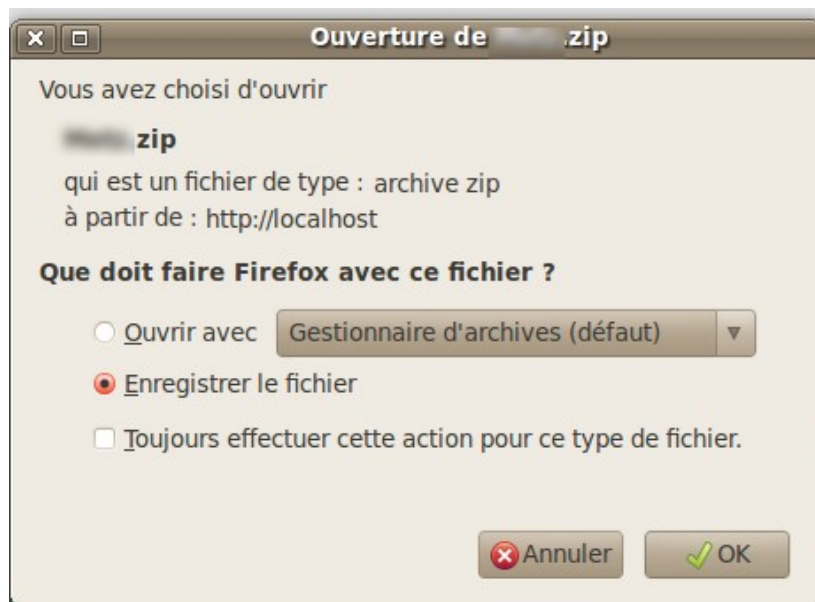 Ouverture de .zip
Vous avez choisi d'ouvrir
.zip
qui est un fichier de type : archive zip
à partir de : http://localhost
Que doit faire Firefox avec ce fichier ?
Ouvrir avec Gestionnaire d'archives (défaut)
Enregistrer le fichier
Toujours effectuer cette action pour ce type de fichier.
Annuler OK